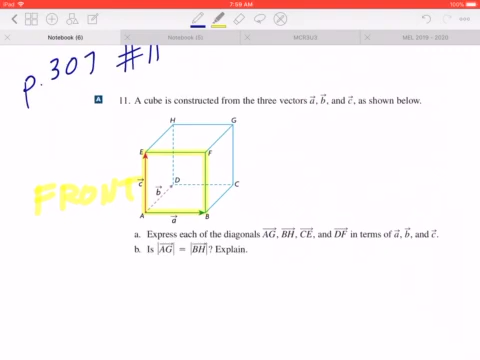 iPad
7:59 AM
100%
Notebook (6)
Notebook (5)
MCR3U3
MEL 2019 - 2020
p. 307 #11
A
11. A cube is constructed from the three vectors a⃗, b⃗, and c⃗, as shown below.
H
G
E
F
c⃗
D
C
b⃗
FRONT
A
a⃗
B
a. Express each of the diagonals AG⃗, BH⃗, CE⃗, and DF⃗ in terms of a⃗, b⃗, and c⃗.
b. Is |AG⃗| = |BH⃗|? Explain.